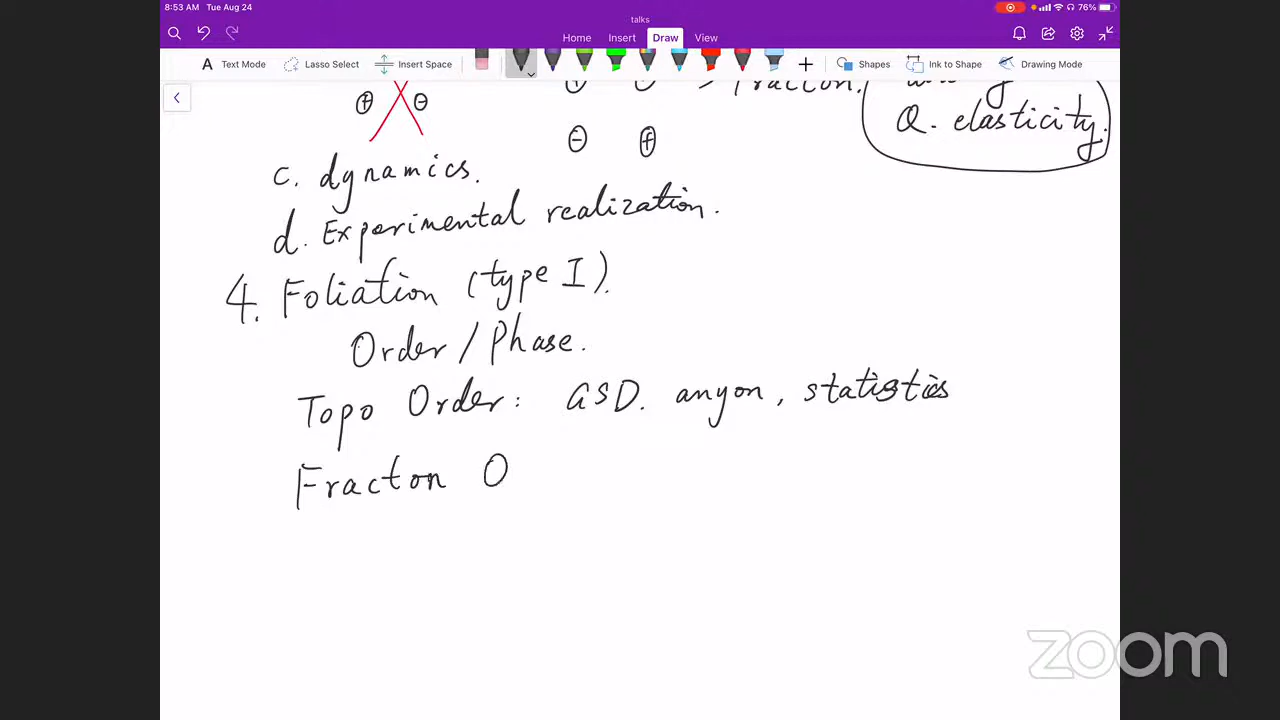 8:53 AM Tue Aug 24
76%
talks
Home Insert Draw View
A Text Mode Lasso Select Insert Space Shapes Ink to Shape Drawing Mode
⊕ ⊖
> fracton.
Q. elasticity.
⊖ ⊕
c. dynamics.
d. Experimental realization.
4. Foliation (type I).
Order / Phase.
Topo Order: GSD. anyon, statistics
Fracton O
zoom